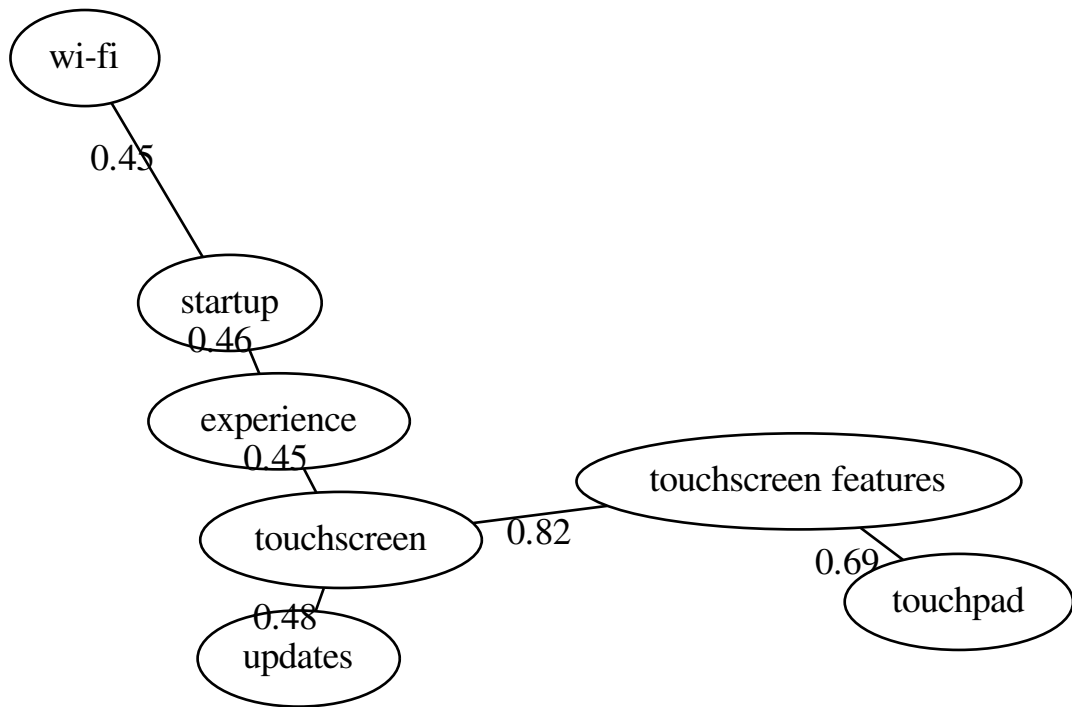 wi-fi
0.45
startup
0.46
experience
0.45
touchscreen features
touchscreen
0.82
0.69
touchpad
0.48
updates